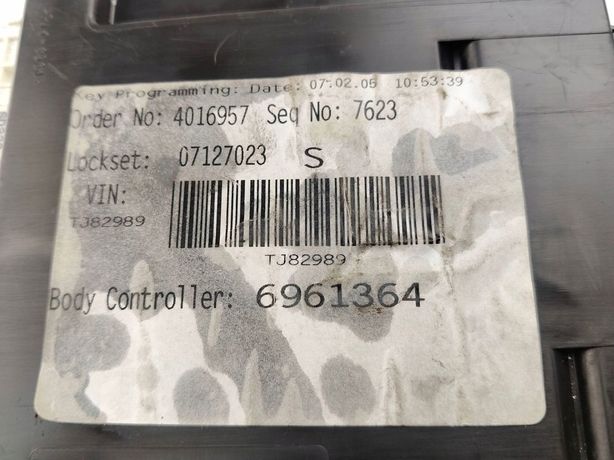 Key Programming: Date: 07.02.05 10:53:39
Order No: 4016957 Seq No: 7623
Lockset: 07127023 S
VIN:
TJ82989
TJ82989
Body Controller: 6961364